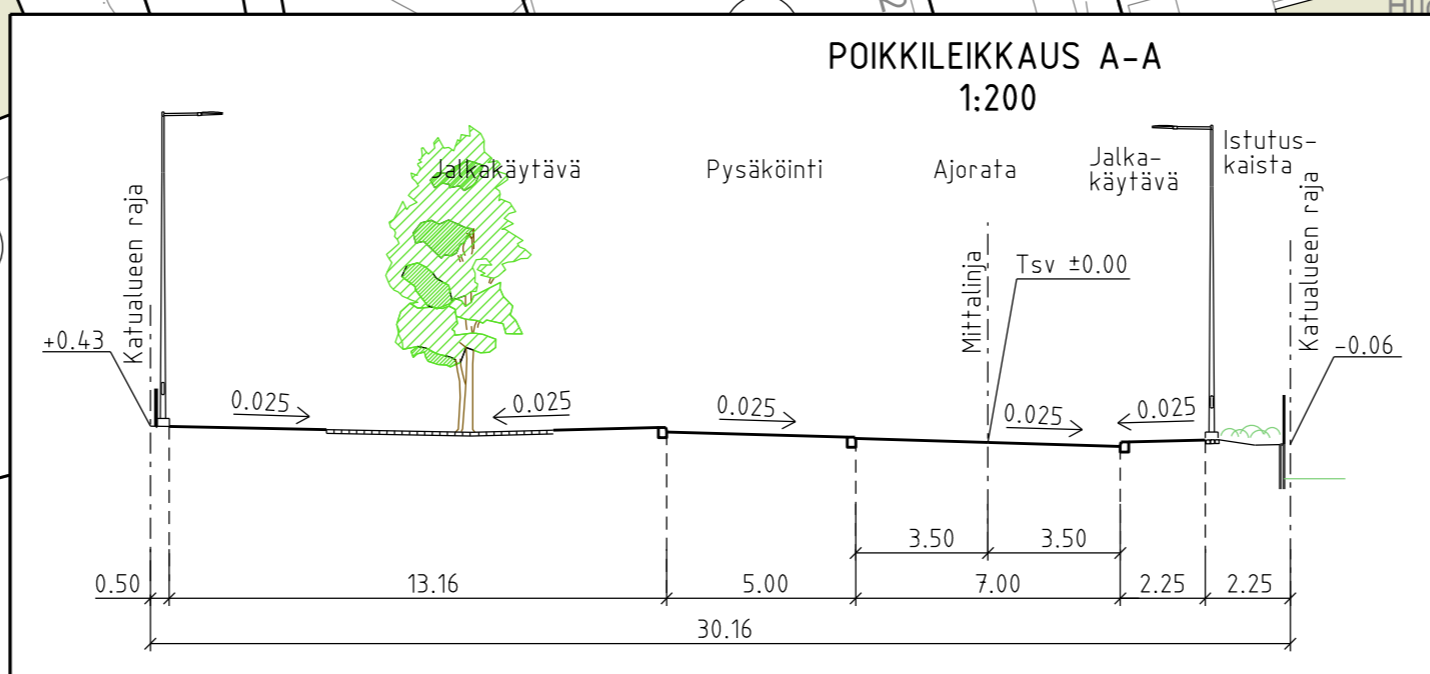 POIKKILEIKKAUS A-A
1:200
Jalkakäytävä
Pysäköinti
Ajorata
Jalka-
käytävä
Istutus-
kaista
Katualueen raja
Mittalinja
Katualueen raja
Tsv ±0.00
+0.43
-0.06
0.025
0.025
0.025
0.025
0.025
3.50
3.50
0.50
13.16
5.00
7.00
2.25
2.25
30.16